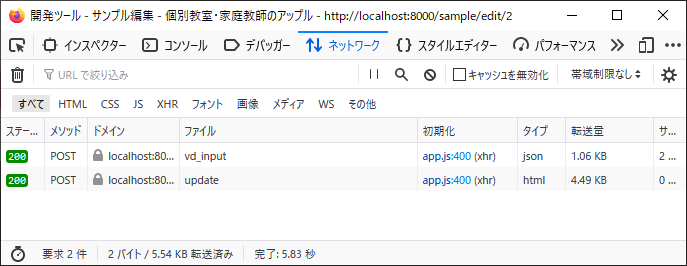 開発ツール - サンプル編集 - 個別教室・家庭教師のアップル - http://localhost:8000/sample/edit/2
インスペクター コンソール デバッガー ネットワーク スタイルエディター パフォーマンス
URL で絞り込み キャッシュを無効化 帯域制限なし
すべて HTML CSS JS XHR フォント 画像 メディア WS その他
ステー... メソッド ドメイン ファイル 初期化 タイプ 転送量 サ...
200 POST localhost:80... vd_input app.js:400 (xhr) json 1.06 KB 2 ...
200 POST localhost:80... update app.js:400 (xhr) html 4.49 KB 0 ...
要求 2 件 2 バイト / 5.54 KB 転送済み 完了: 5.83 秒